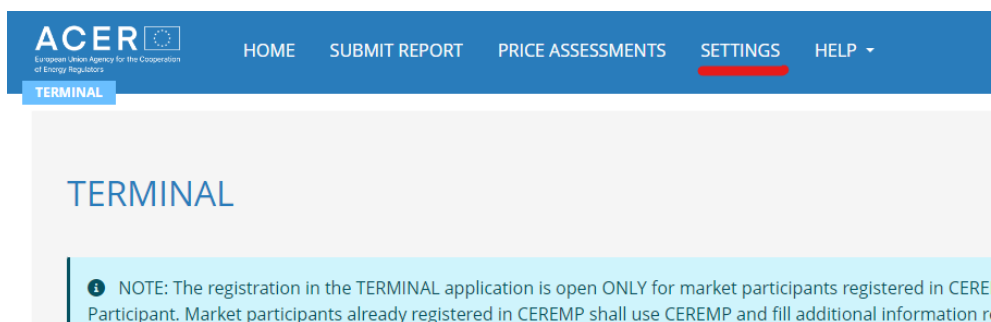 ACER
European Union Agency for the Cooperation
of Energy Regulators
HOME SUBMIT REPORT PRICE ASSESSMENTS SETTINGS HELP
TERMINAL
TERMINAL
NOTE: The registration in the TERMINAL application is open ONLY for market participants registered in CERE
Participant. Market participants already registered in CEREMP shall use CEREMP and fill additional information r